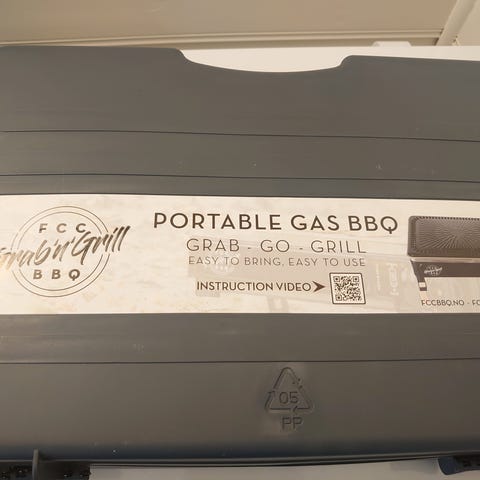 FCC
Grab'n'Grill
BBQ
PORTABLE GAS BBQ
GRAB - GO - GRILL
EASY TO BRING, EASY TO USE
INSTRUCTION VIDEO
FCCBBQ.NO - FC
05
PP